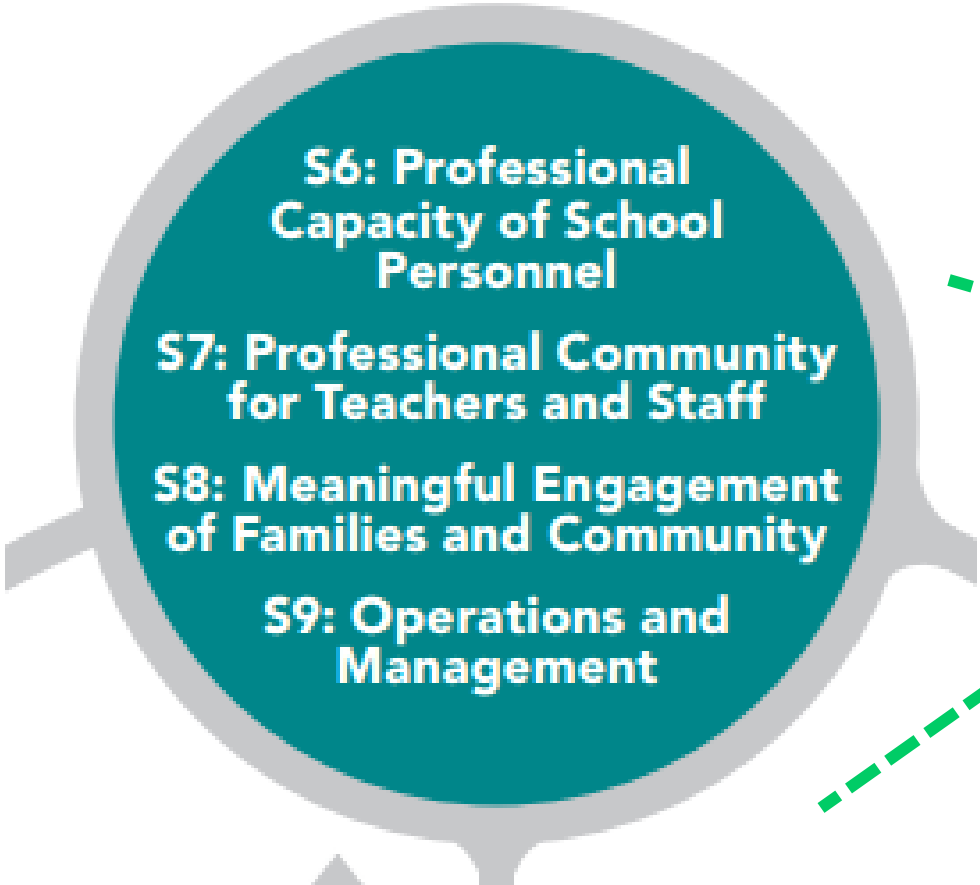 S6: Professional
Capacity of School
Personnel
S7: Professional Community
for Teachers and Staff
S8: Meaningful Engagement
of Families and Community
S9: Operations and
Management